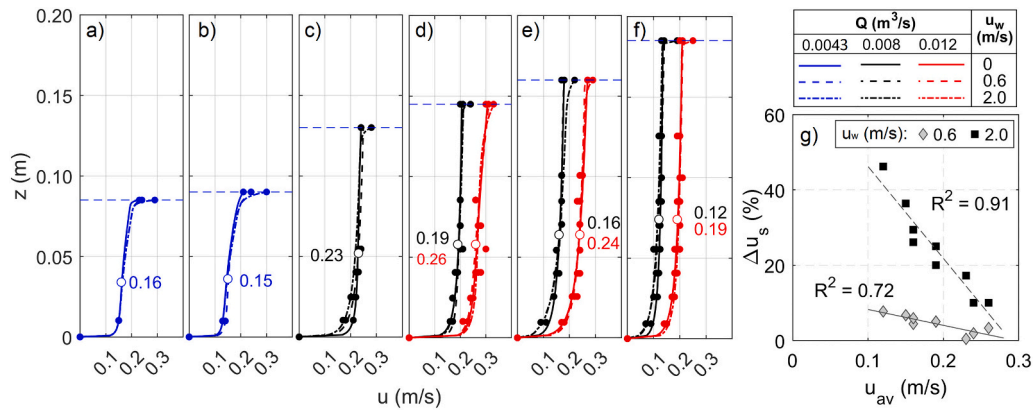 a)
b)
c)
d)
e)
f)
0.20
0.15
0.10
0.05
0
z (m)
0.16
0.15
0.23
0.19
0.26
0.16
0.24
0.12
0.19
0.1 0.2 0.3
0.1 0.2 0.3
0.1 0.2 0.3
0.1 0.2 0.3
0.1 0.2 0.3
0.1 0.2 0.3
u (m/s)
Q (m³/s) u_w (m/s)
0.0043 0.008 0.012
0
0.6
2.0
g) u_w (m/s): 0.6 2.0
60
40
20
0
Δu_s (%)
R² = 0.91
R² = 0.72
0 0.1 0.2 0.3
u_av (m/s)